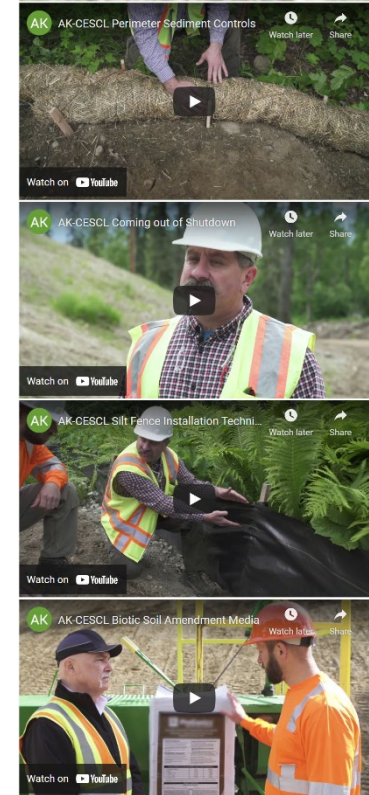 AK AK-CESCL Perimeter Sediment Controls
Watch later Share
Watch on YouTube
AK AK-CESCL Coming out of Shutdown
Watch later Share
Watch on YouTube
AK AK-CESCL Silt Fence Installation Techni...
Watch later Share
Watch on YouTube
AK AK-CESCL Biotic Soil Amendment Media
Watch later Share
Watch on YouTube